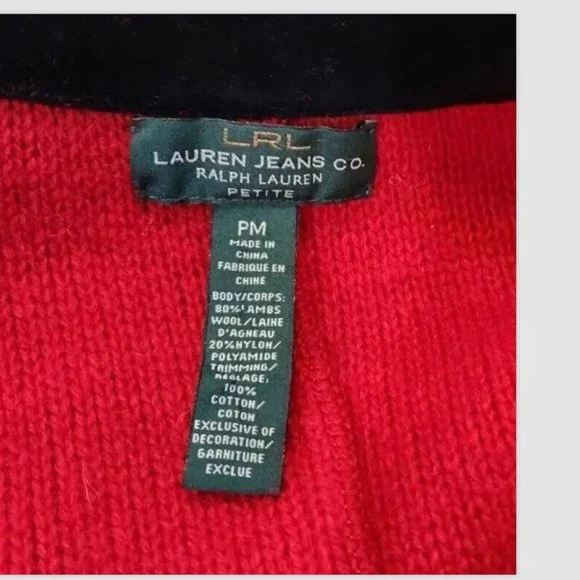 LRL
LAUREN JEANS CO.
RALPH LAUREN
PETITE
PM
MADE IN
CHINA
FABRIQUE EN
CHINE
BODY/CORPS:
80%LAMBS
WOOL/LAINE
D'AGNEAU
20%NYLON/
POLYAMIDE
TRIMMING/
REGLAGE:
100%
COTTON/
COTON
EXCLUSIVE OF
DECORATION/
GARNITURE
EXCLUE